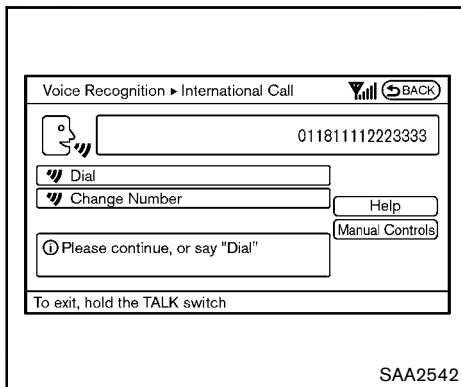 Voice Recognition ▸ International Call BACK
011811112223333
Dial
Change Number
Help
Manual Controls
Please continue, or say "Dial"
To exit, hold the TALK switch
SAA2542